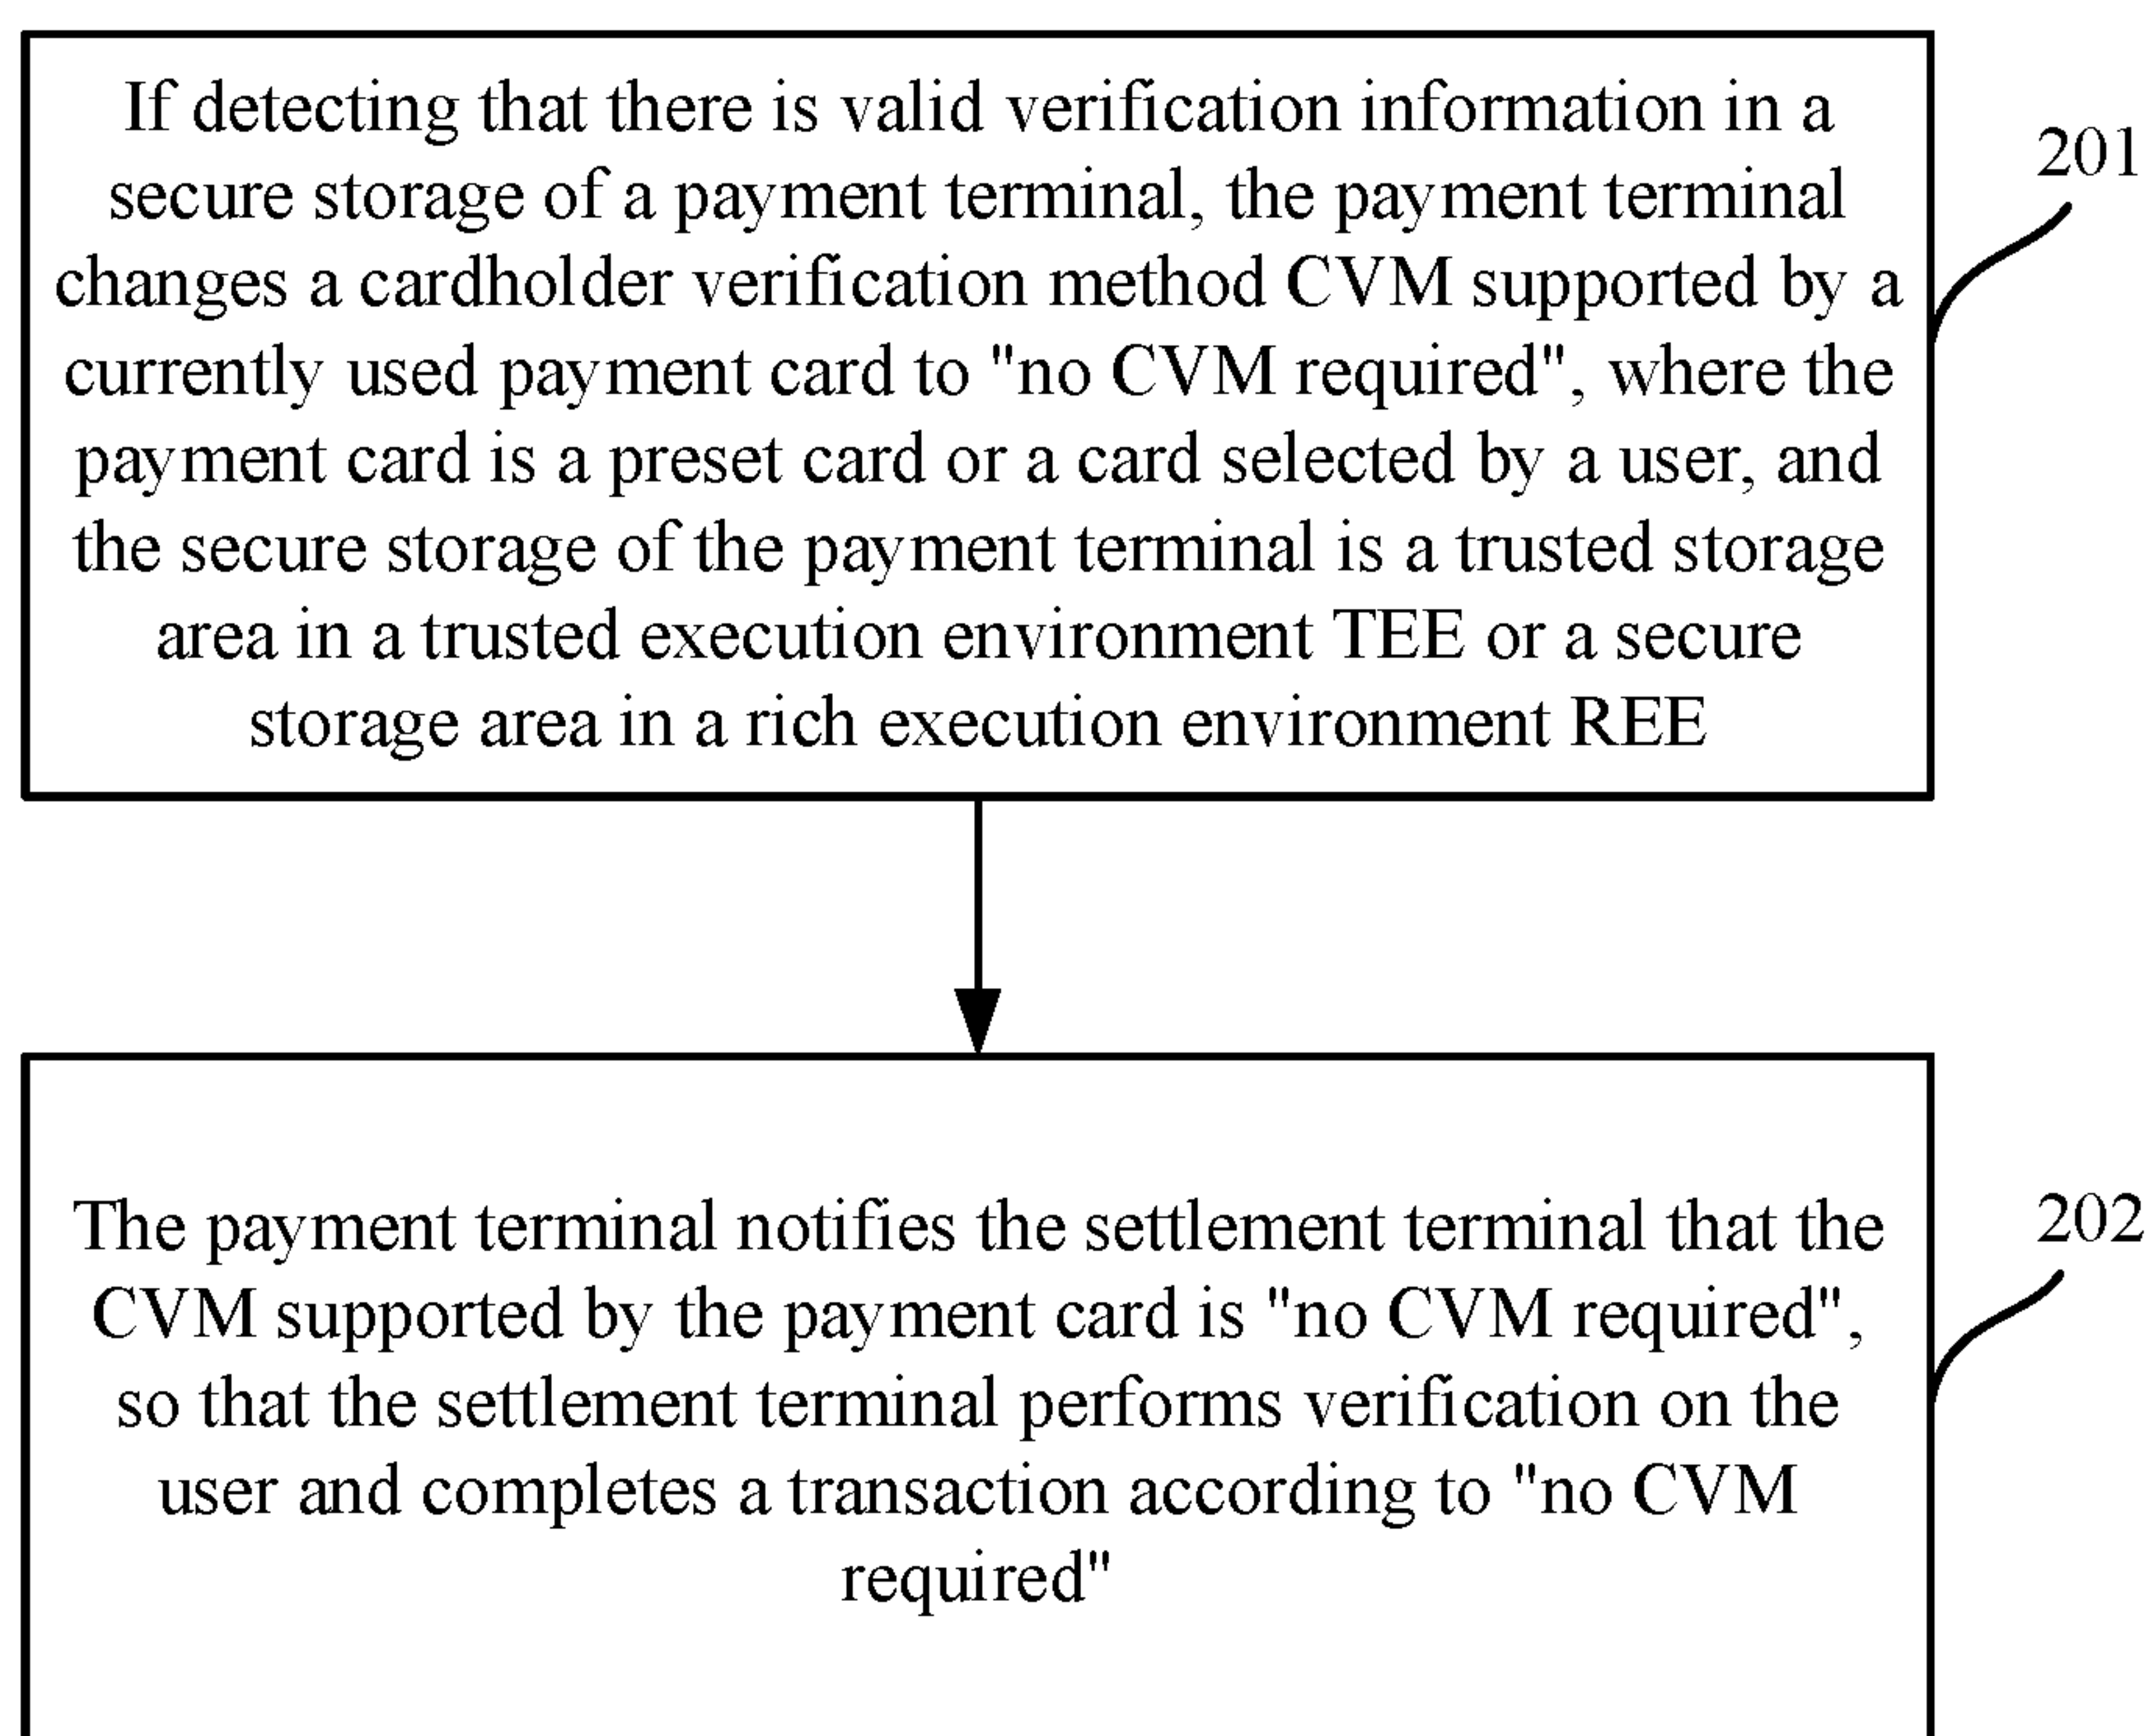 If detecting that there is valid verification information in a
secure storage of a payment terminal, the payment terminal
changes a cardholder verification method CVM supported by a
currently used payment card to "no CVM required", where the
payment card is a preset card or a card selected by a user, and
the secure storage of the payment terminal is a trusted storage
area in a trusted execution environment TEE or a secure
storage area in a rich execution environment REE
201
The payment terminal notifies the settlement terminal that the
CVM supported by the payment card is "no CVM required",
so that the settlement terminal performs verification on the
user and completes a transaction according to "no CVM
required"
202